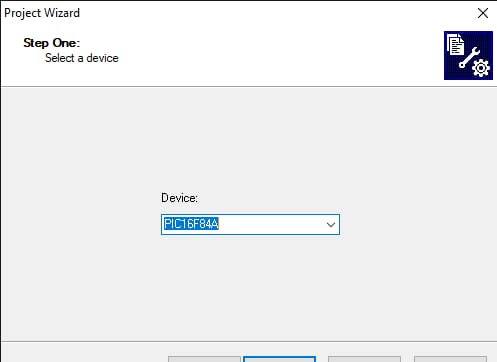 Project Wizard
Step One:
Select a device
Device:
PIC16F84A